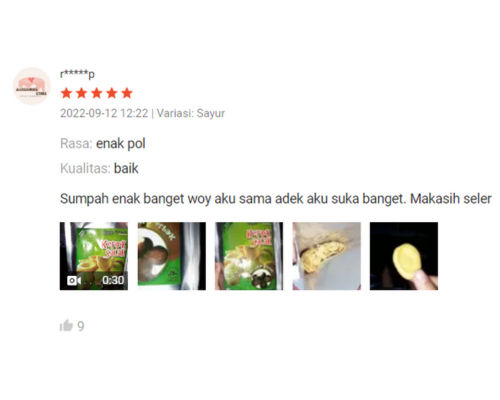 r*****p
2022-09-12 12:22 | Variasi: Sayur
Rasa: enak pol
Kualitas: baik
Sumpah enak banget woy aku sama adek aku suka banget. Makasih seler
0:30
9